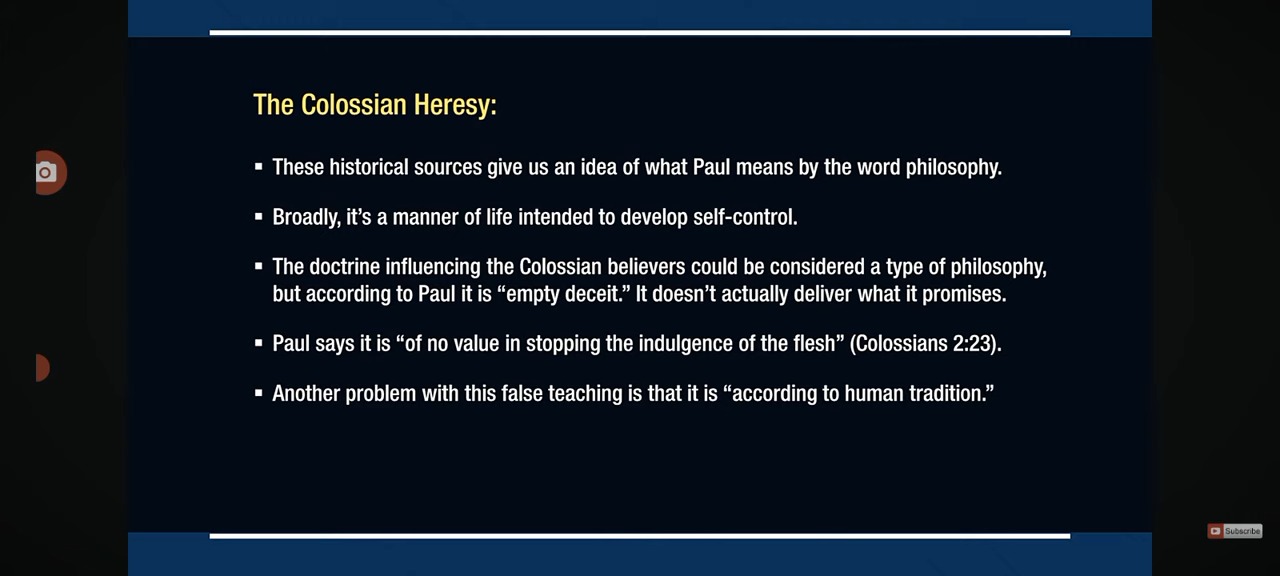 The Colossian Heresy:
▪ These historical sources give us an idea of what Paul means by the word philosophy.
▪ Broadly, it’s a manner of life intended to develop self-control.
▪ The doctrine influencing the Colossian believers could be considered a type of philosophy,
but according to Paul it is “empty deceit.” It doesn’t actually deliver what it promises.
▪ Paul says it is “of no value in stopping the indulgence of the flesh” (Colossians 2:23).
▪ Another problem with this false teaching is that it is “according to human tradition.”
Subscribe